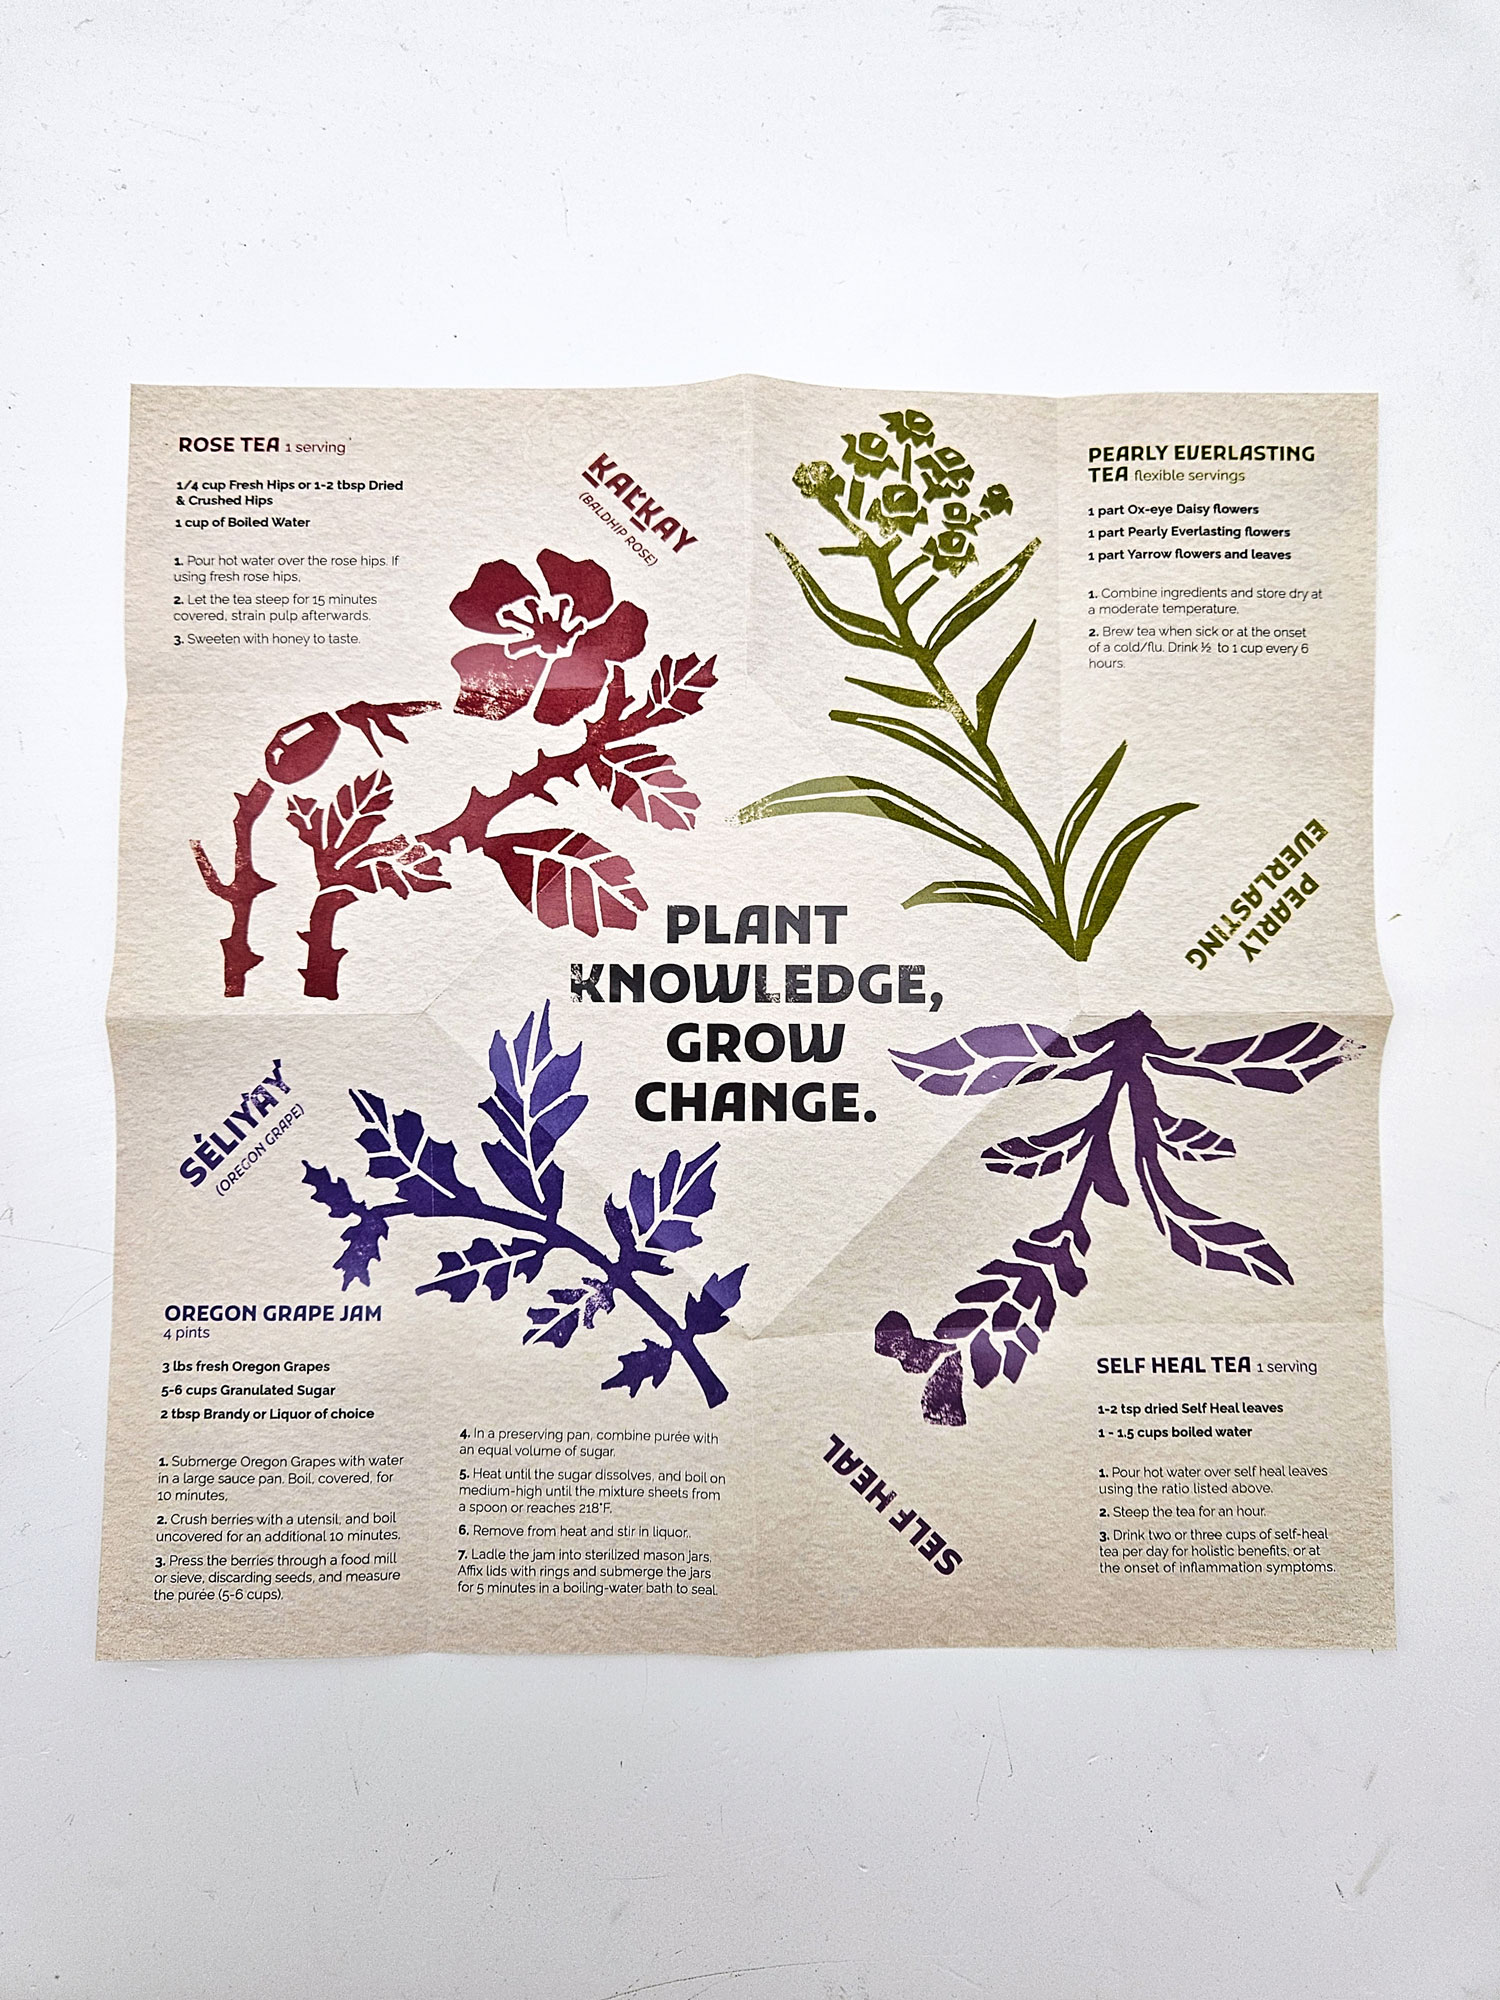 ROSE TEA 1 serving
1/4 cup Fresh Hips or 1-2 tbsp Dried
& Crushed Hips
1 cup of Boiled Water
1. Pour hot water over the rose hips. If
using fresh rose hips,
2. Let the tea steep for 15 minutes
covered, strain pulp afterwards.
3. Sweeten with honey to taste.
(BALDHIP ROSE)
PEARLY EVERLASTING
TEA flexible servings
1 part Ox-eye Daisy flowers
1 part Pearly Everlasting flowers
1 part Yarrow flowers and leaves
1. Combine ingredients and store dry at
a moderate temperature.
2. Brew tea when sick or at the onset
of a cold/flu. Drink ½ to 1 cup every 6
hours.
PEARLY
EVERLASTING
PLANT
KNOWLEDGE,
GROW
CHANGE.
SÉLIYÀY
(OREGON GRAPE)
OREGON GRAPE JAM
4 pints
3 lbs fresh Oregon Grapes
5-6 cups Granulated Sugar
2 tbsp Brandy or Liquor of choice
1. Submerge Oregon Grapes with water
in a large sauce pan. Boil, covered, for
10 minutes,
2. Crush berries with a utensil, and boil
uncovered for an additional 10 minutes.
3. Press the berries through a food mill
or sieve, discarding seeds, and measure
the purée (5-6 cups).
4. In a preserving pan, combine purée with
an equal volume of sugar.
5. Heat until the sugar dissolves, and boil on
medium-high until the mixture sheets from
a spoon or reaches 218°F.
6. Remove from heat and stir in liquor..
7. Ladle the jam into sterilized mason jars,
Affix lids with rings and submerge the jars
for 5 minutes in a boiling-water bath to seal.
SELF HEAL
SELF HEAL TEA 1 serving
1-2 tsp dried Self Heal leaves
1 - 1.5 cups boiled water
1. Pour hot water over self heal leaves
using the ratio listed above.
2. Steep the tea for an hour.
3. Drink two or three cups of self-heal
tea per day for holistic benefits, or at
the onset of inflammation symptoms.